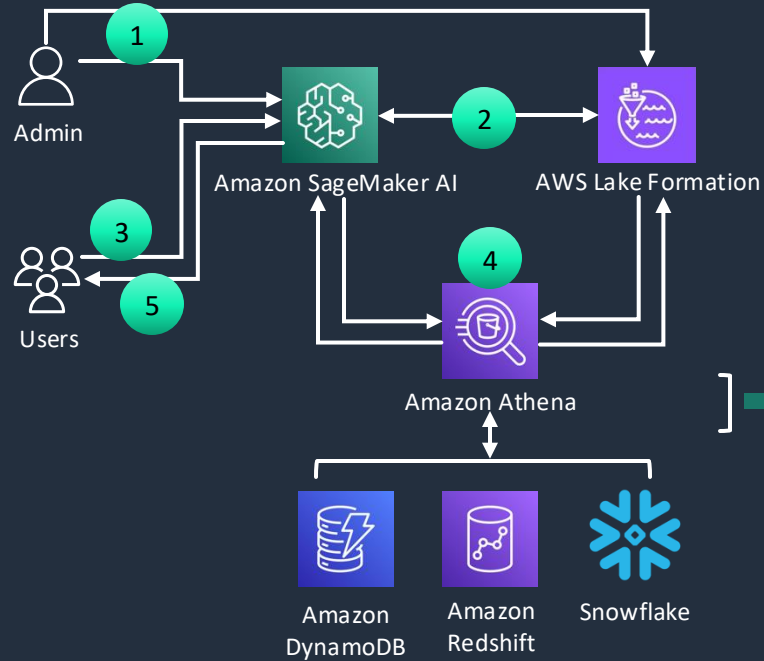 1
Admin
2
Amazon SageMaker AI
AWS Lake Formation
3
4
5
Users
Amazon Athena
Amazon
DynamoDB
Amazon
Redshift
Snowflake